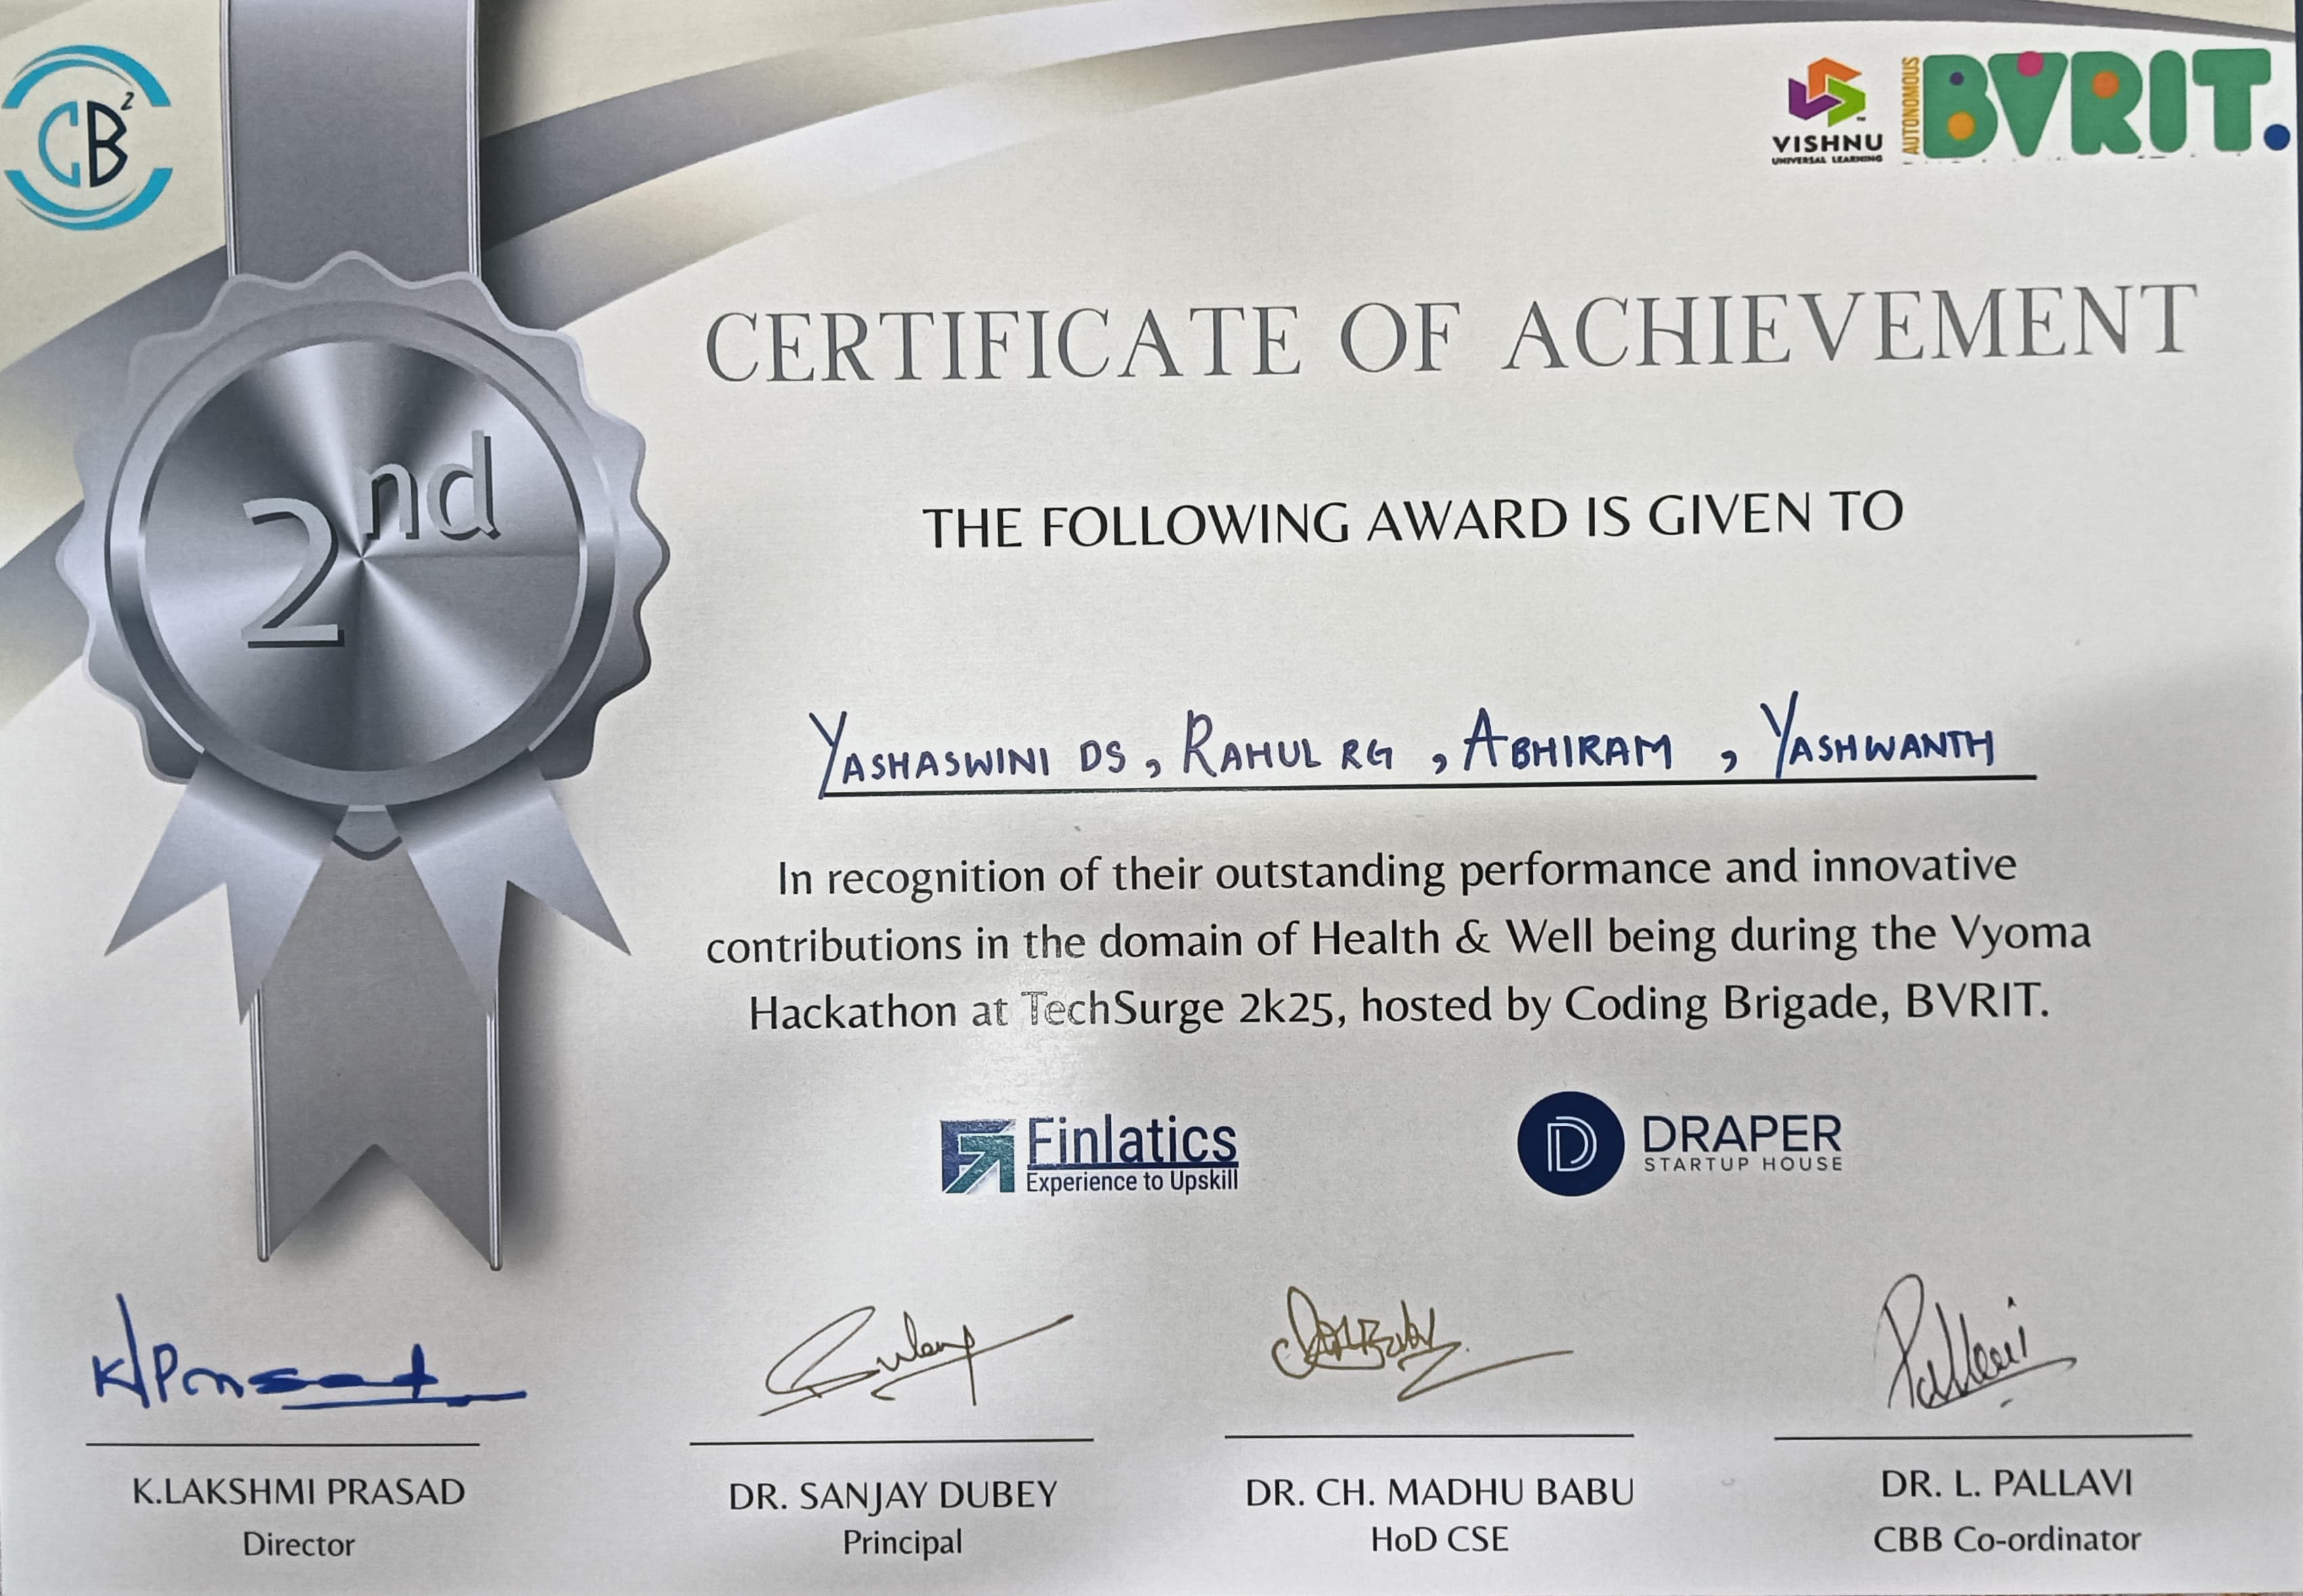 CB²
VISHNU
UNIVERSAL LEARNING
AUTONOMOUS
BVRIT.
CERTIFICATE OF ACHIEVEMENT
2nd
THE FOLLOWING AWARD IS GIVEN TO
YASHASWINI DS, RAHUL RG, ABHIRAM, YASHWANTH
In recognition of their outstanding performance and innovative
contributions in the domain of Health & Well being during the Vyoma
Hackathon at TechSurge 2k25, hosted by Coding Brigade, BVRIT.
Finlatics
Experience to Upskill
DRAPER
STARTUP HOUSE
Pallavi
K.LAKSHMI PRASAD
Director
DR. SANJAY DUBEY
Principal
DR. CH. MADHU BABU
HoD CSE
DR. L. PALLAVI
CBB Co-ordinator